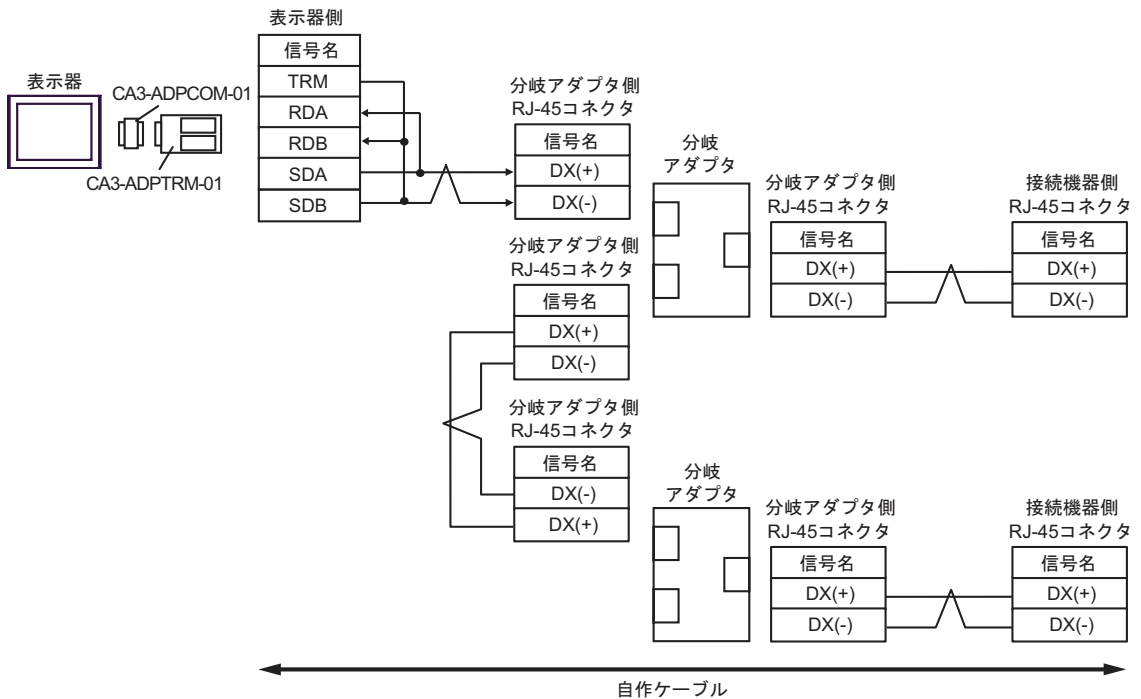 表示器側
信号名
TRM
RDA
RDB
SDA
SDB
表示器
CA3-ADPCOM-01
CA3-ADPTRM-01
分岐アダプタ側
RJ-45コネクタ
信号名
DX(+)
DX(-)
分岐
アダプタ
分岐アダプタ側
RJ-45コネクタ
信号名
DX(+)
DX(-)
接続機器側
RJ-45コネクタ
信号名
DX(+)
DX(-)
分岐アダプタ側
RJ-45コネクタ
信号名
DX(+)
DX(-)
分岐アダプタ側
RJ-45コネクタ
信号名
DX(-)
DX(+)
分岐
アダプタ
分岐アダプタ側
RJ-45コネクタ
信号名
DX(+)
DX(-)
接続機器側
RJ-45コネクタ
信号名
DX(+)
DX(-)
自作ケーブル